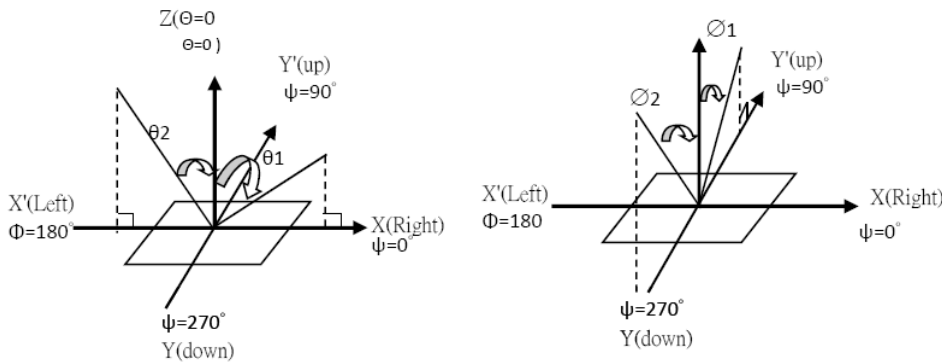 Z(Θ=0
Θ=0 )
Y'(up)
ψ=90°
θ2
θ1
X'(Left)
Φ=180°
X(Right)
ψ=0°
ψ=270°
Y(down)
∅1
Y'(up)
ψ=90°
∅2
X'(Left)
Φ=180
X(Right)
ψ=0°
ψ=270°
Y(down)